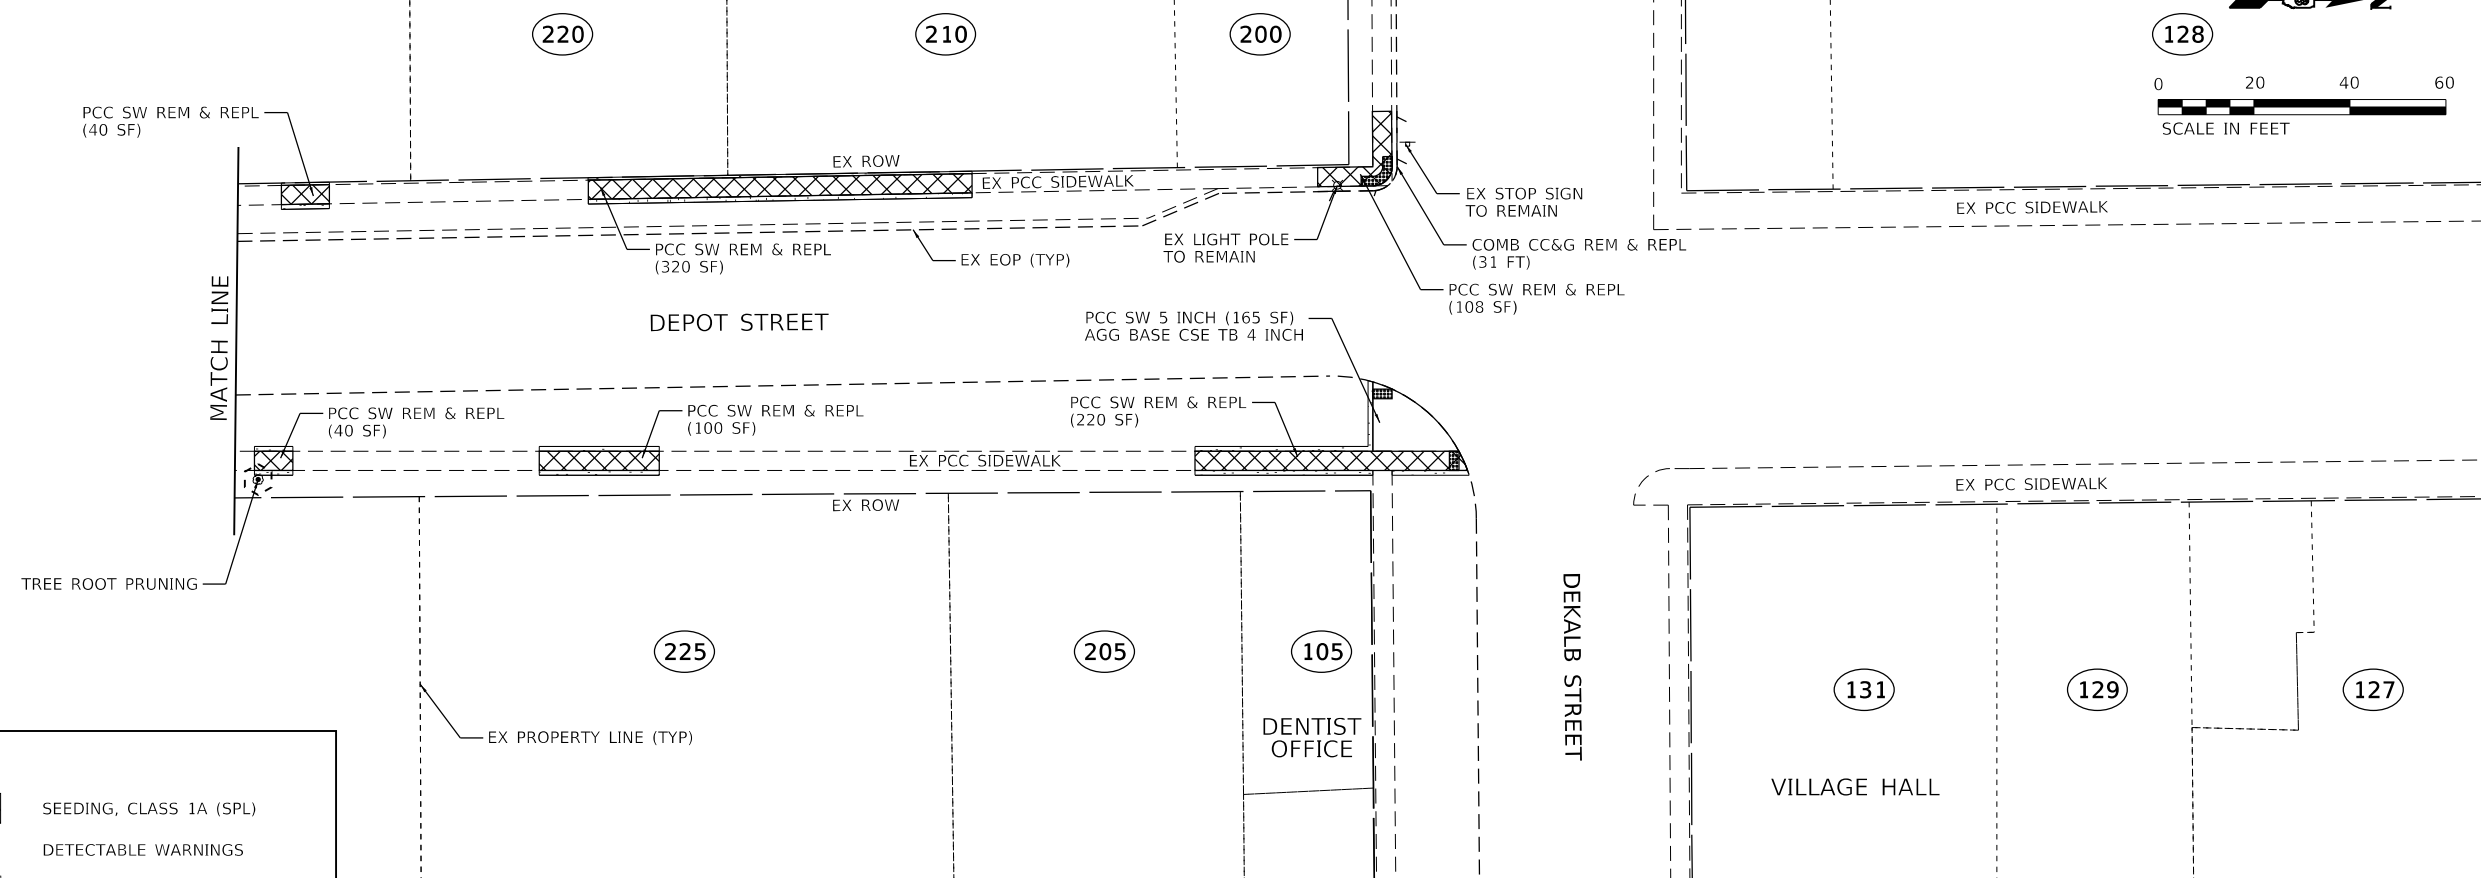 220
210
200
128
N
0 20 40 60
SCALE IN FEET
PCC SW REM & REPL
(40 SF)
EX ROW
EX PCC SIDEWALK
EX STOP SIGN
TO REMAIN
EX PCC SIDEWALK
PCC SW REM & REPL
(320 SF)
EX EOP (TYP)
EX LIGHT POLE
TO REMAIN
COMB CC&G REM & REPL
(31 FT)
PCC SW REM & REPL
(108 SF)
MATCH LINE
DEPOT STREET
PCC SW 5 INCH (165 SF)
AGG BASE CSE TB 4 INCH
PCC SW REM & REPL
(40 SF)
PCC SW REM & REPL
(100 SF)
PCC SW REM & REPL
(220 SF)
EX PCC SIDEWALK
EX PCC SIDEWALK
EX ROW
TREE ROOT PRUNING
DEKALB STREET
225
205
105
131
129
127
EX PROPERTY LINE (TYP)
DENTIST
OFFICE
VILLAGE HALL
SEEDING, CLASS 1A (SPL)
DETECTABLE WARNINGS